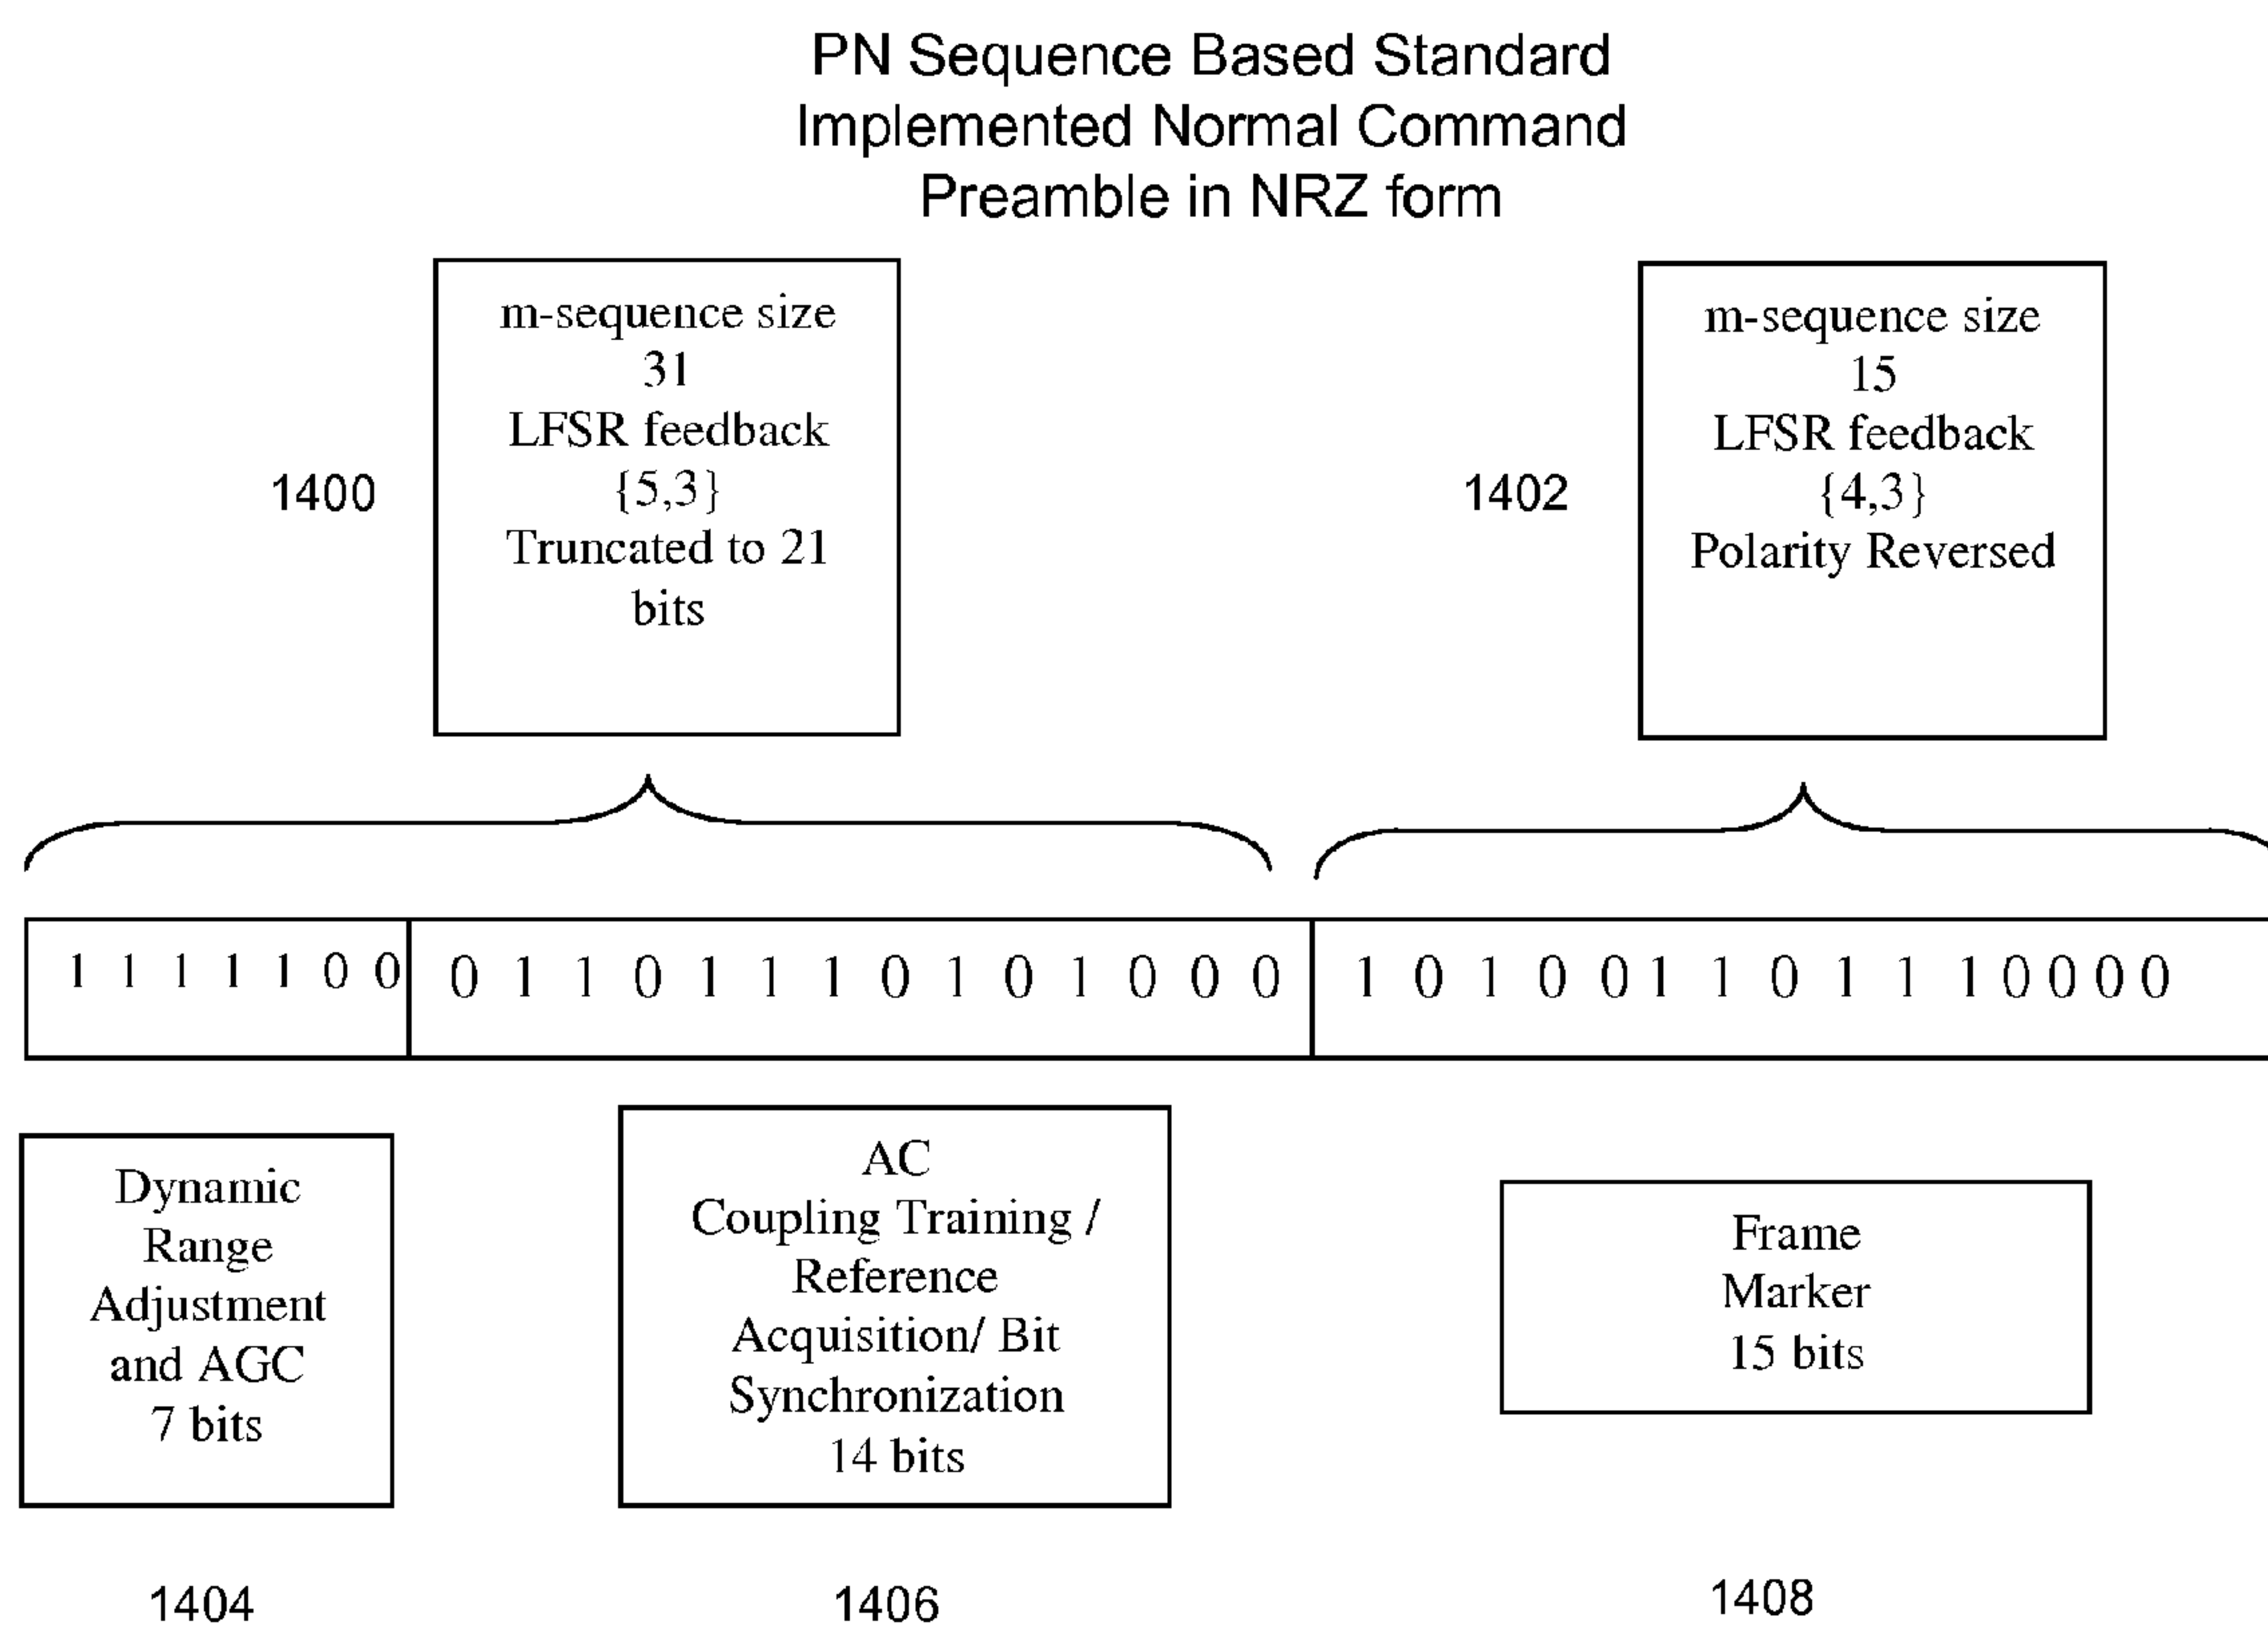 PN Sequence Based Standard
Implemented Normal Command
Preamble in NRZ form
m-sequence size
31
LFSR feedback
{5,3}
Truncated to 21
bits
1400
m-sequence size
15
LFSR feedback
{4,3}
Polarity Reversed
1402
1 1 1 1 1 0 0
0 1 1 0 1 1 1 0 1 0 1 0 0 0
1 0 1 0 0 1 1 0 1 1 1 0 0 0 0
Dynamic
Range
Adjustment
and AGC
7 bits
AC
Coupling Training /
Reference
Acquisition/ Bit
Synchronization
14 bits
Frame
Marker
15 bits
1404
1406
1408